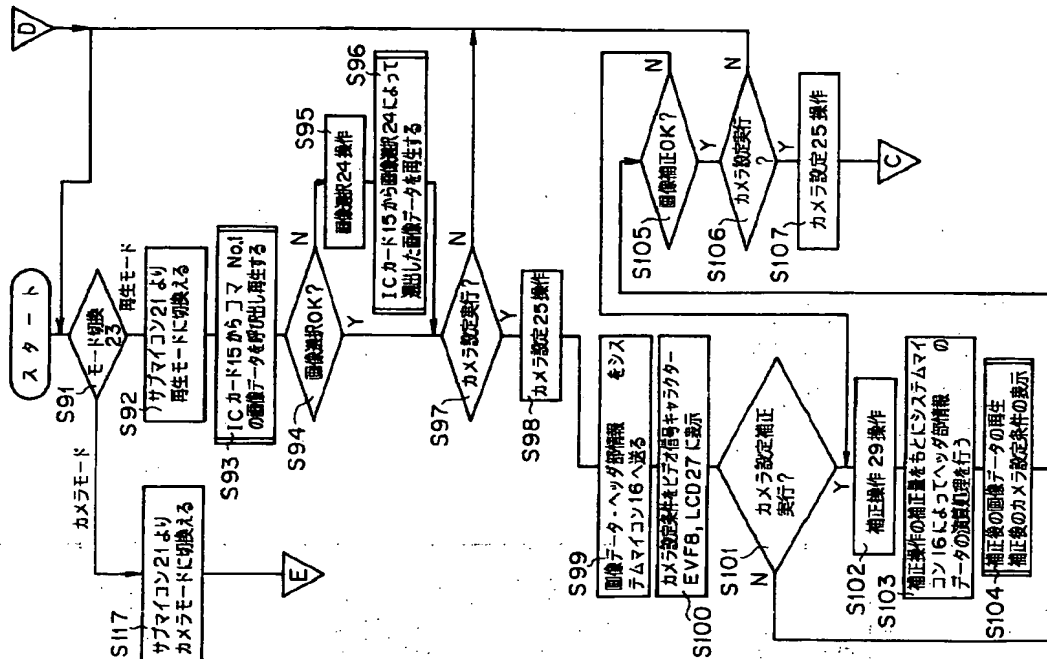 スタート
D
S91
モード切換
23
カメラモード
再生モード
S117
サブマイコン21より
カメラモードに切換える
E
S92
サブマイコン21より
再生モードに切換える
S93
ICカード15からコマ No.1
の画像データを呼び出し再生する
S94
画像選択OK?
N
Y
S95
画像選択24操作
S96
ICカード15から画像選択24によって
選出した画像データを再生する
S97
カメラ設定実行?
N
Y
S98
カメラ設定25操作
S99
画像データ・ヘッダ部情報 をシス
テムマイコン16へ送る
S100
カメラ設定条件をビデオ信号キャラクター
EVF8, LCD27に表示
S101
カメラ設定補正
実行?
N
Y
S102
補正操作29操作
S103
補正操作の補正量をもとにシステムマイ
コン16によってヘッダ部情報 の
データの演算処理を行う
S104
補正後の画像データの再生
補正後のカメラ設定条件の表示
S105
画像補正OK?
N
Y
S106
カメラ設定実行
?
N
Y
S107
カメラ設定25操作
C